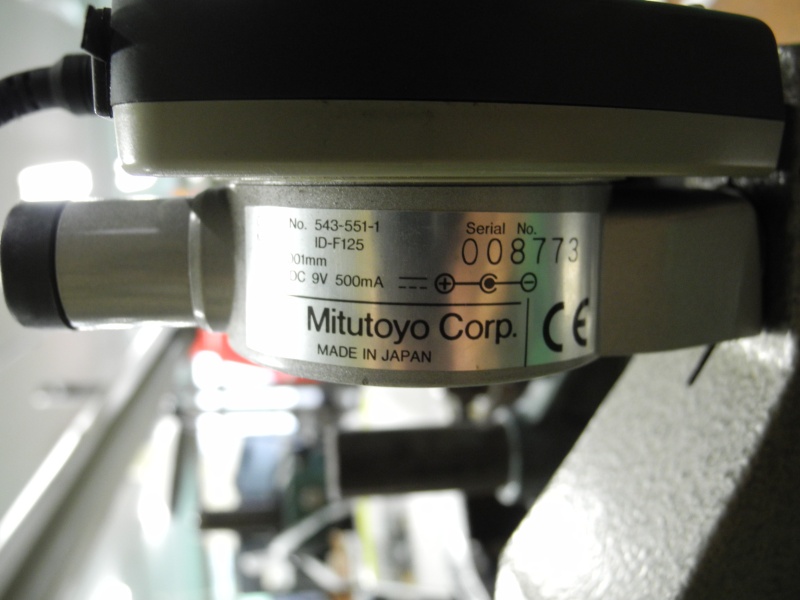 No. 543-551-1
ID-F125
001mm
DC 9V 500mA
Serial No.
008773
Mitutoyo Corp.
MADE IN JAPAN
CE